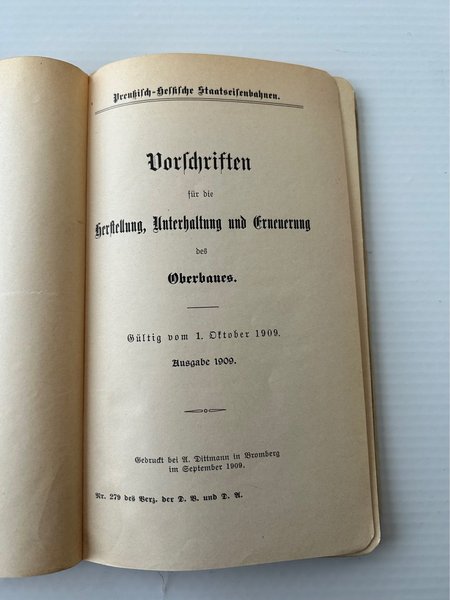 Preußisch-Hessische Staatseisenbahnen.
Vorschriften
für die
Herstellung, Unterhaltung und Erneuerung
des
Oberbaues.
Gültig vom 1. Oktober 1909.
Ausgabe 1909.
Gedruckt bei A. Dittmann in Bromberg
im September 1909.
Nr. 279 des Verz. der D. V. und D. A.